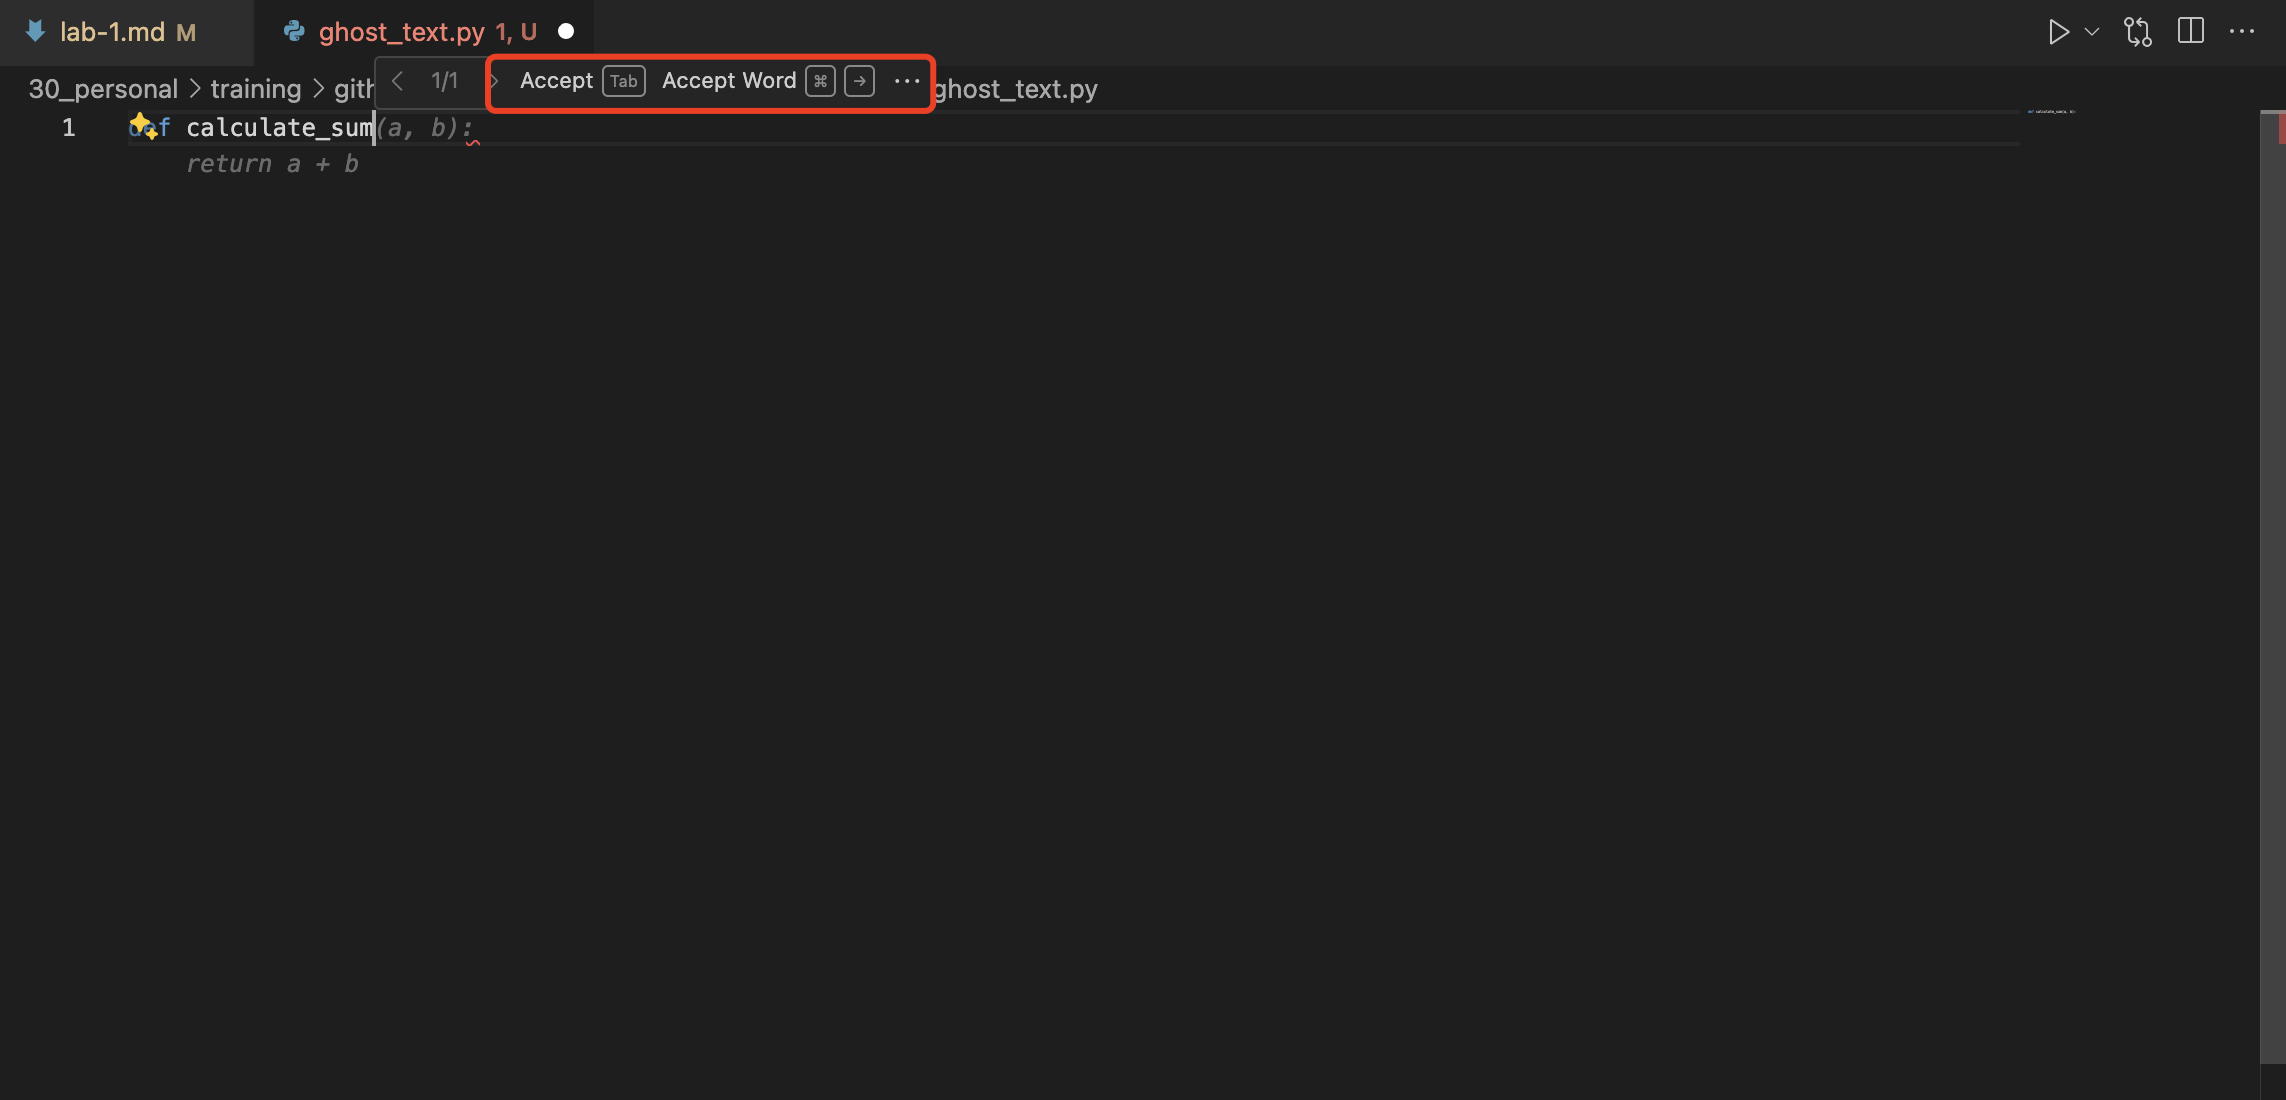 lab-1.md M
ghost_text.py 1, U
30_personal > training > gith
1/1
Accept Tab Accept Word ⌘ →
ghost_text.py
1 def calculate_sum(a, b):
return a + b